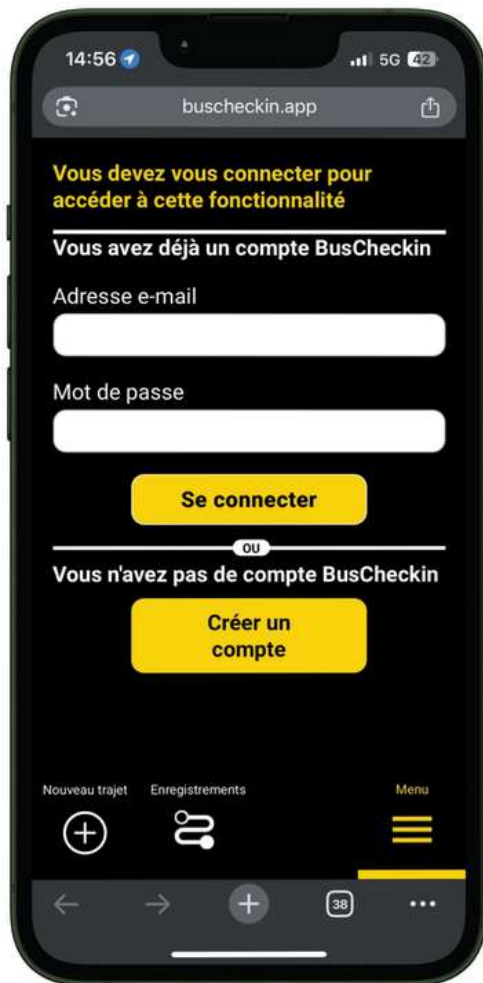 14:56
5G 42
buscheckin.app
Vous devez vous connecter pour
accéder à cette fonctionnalité
Vous avez déjà un compte BusCheckin
Adresse e-mail
Mot de passe
Se connecter
OU
Vous n'avez pas de compte BusCheckin
Créer un
compte
Nouveau trajet Enregistrements Menu
38